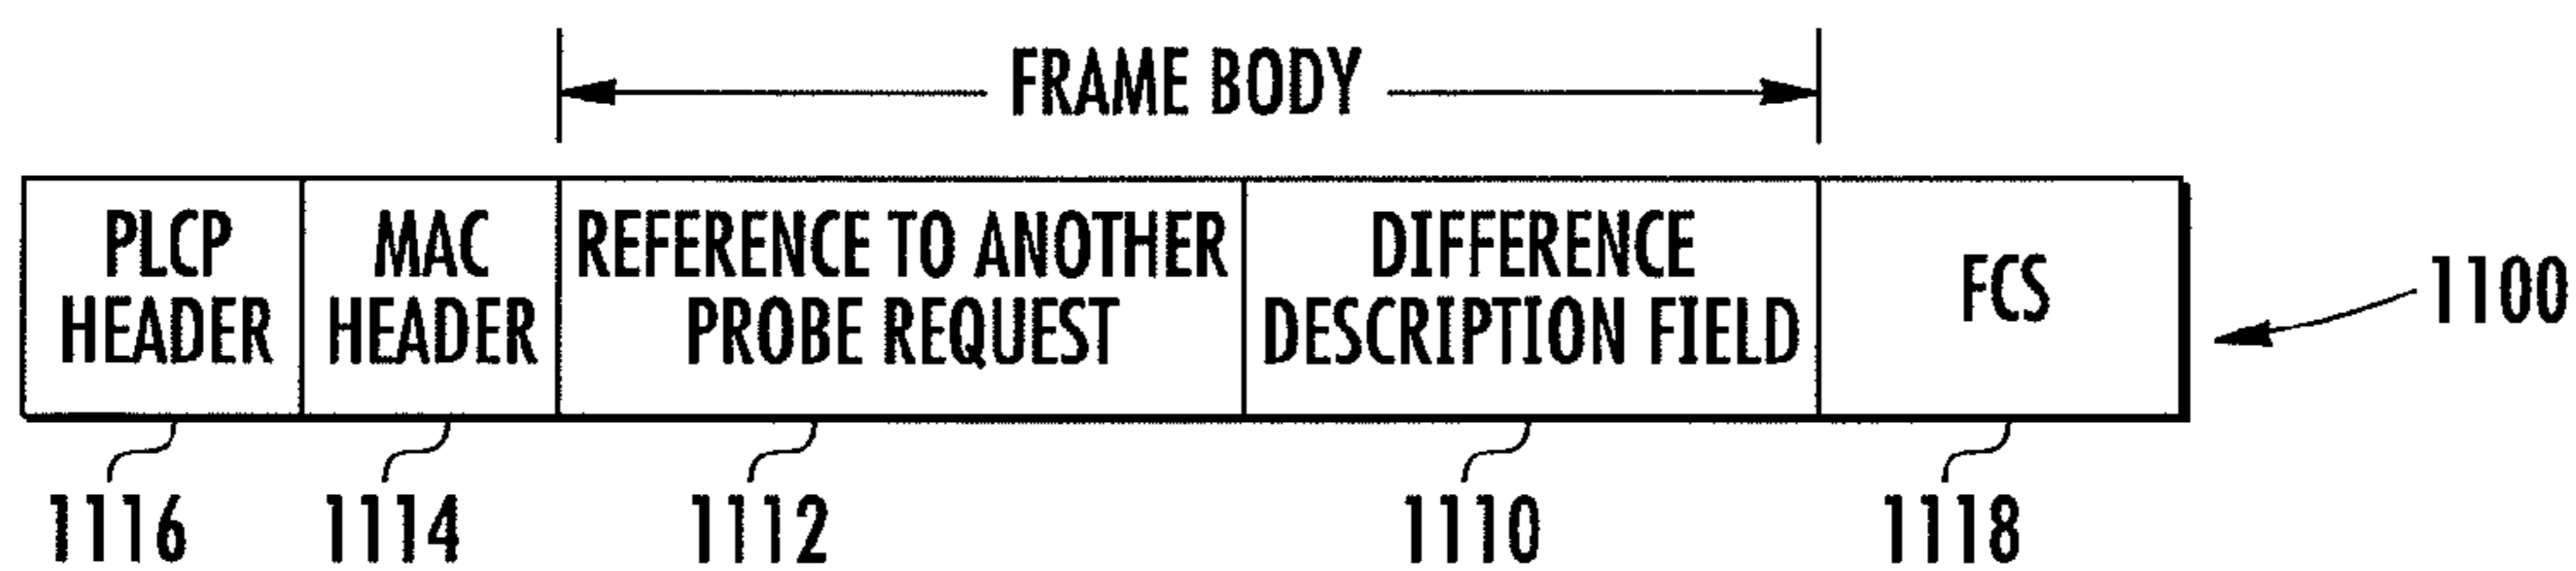 FRAME BODY
PLCP HEADER
MAC HEADER
REFERENCE TO ANOTHER PROBE REQUEST
DIFFERENCE DESCRIPTION FIELD
FCS
1100
1116
1114
1112
1110
1118